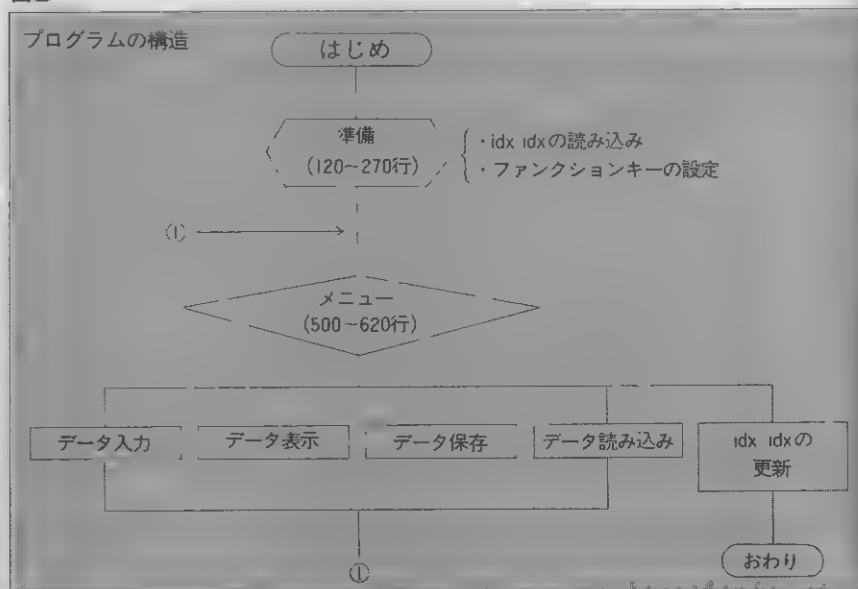 プログラムの構造
はじめ
準備
(120～270行)
・idx idxの読み込み
・ファンクションキーの設定
①
メニュー
(500～620行)
データ入力
データ表示
データ保存
データ読み込み
idx idxの
更新
①
おわり